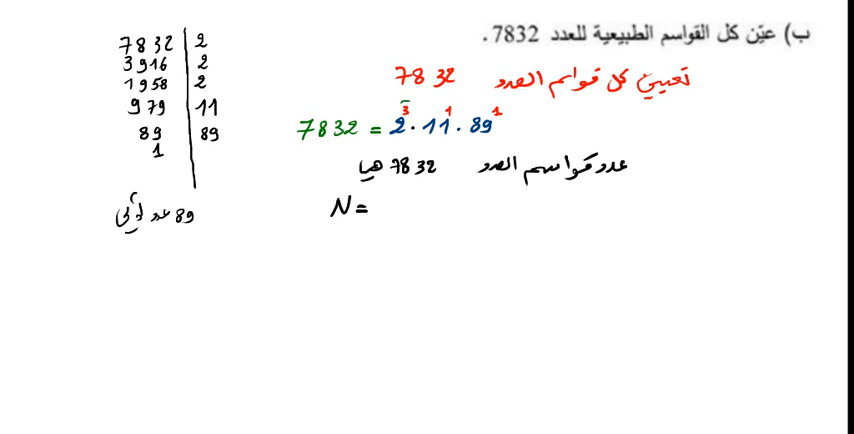 ب) عيّن كل القواسم الطبيعية للعدد 7832 .
تعيين كل قواسم العدد 7832
7832 = 2³ · 11¹ · 89¹
عدد قواسم العدد 7832 هيا
N =
7832 | 2
3916 | 2
1958 | 2
979 | 11
89 | 89
1
89 عدد أولي